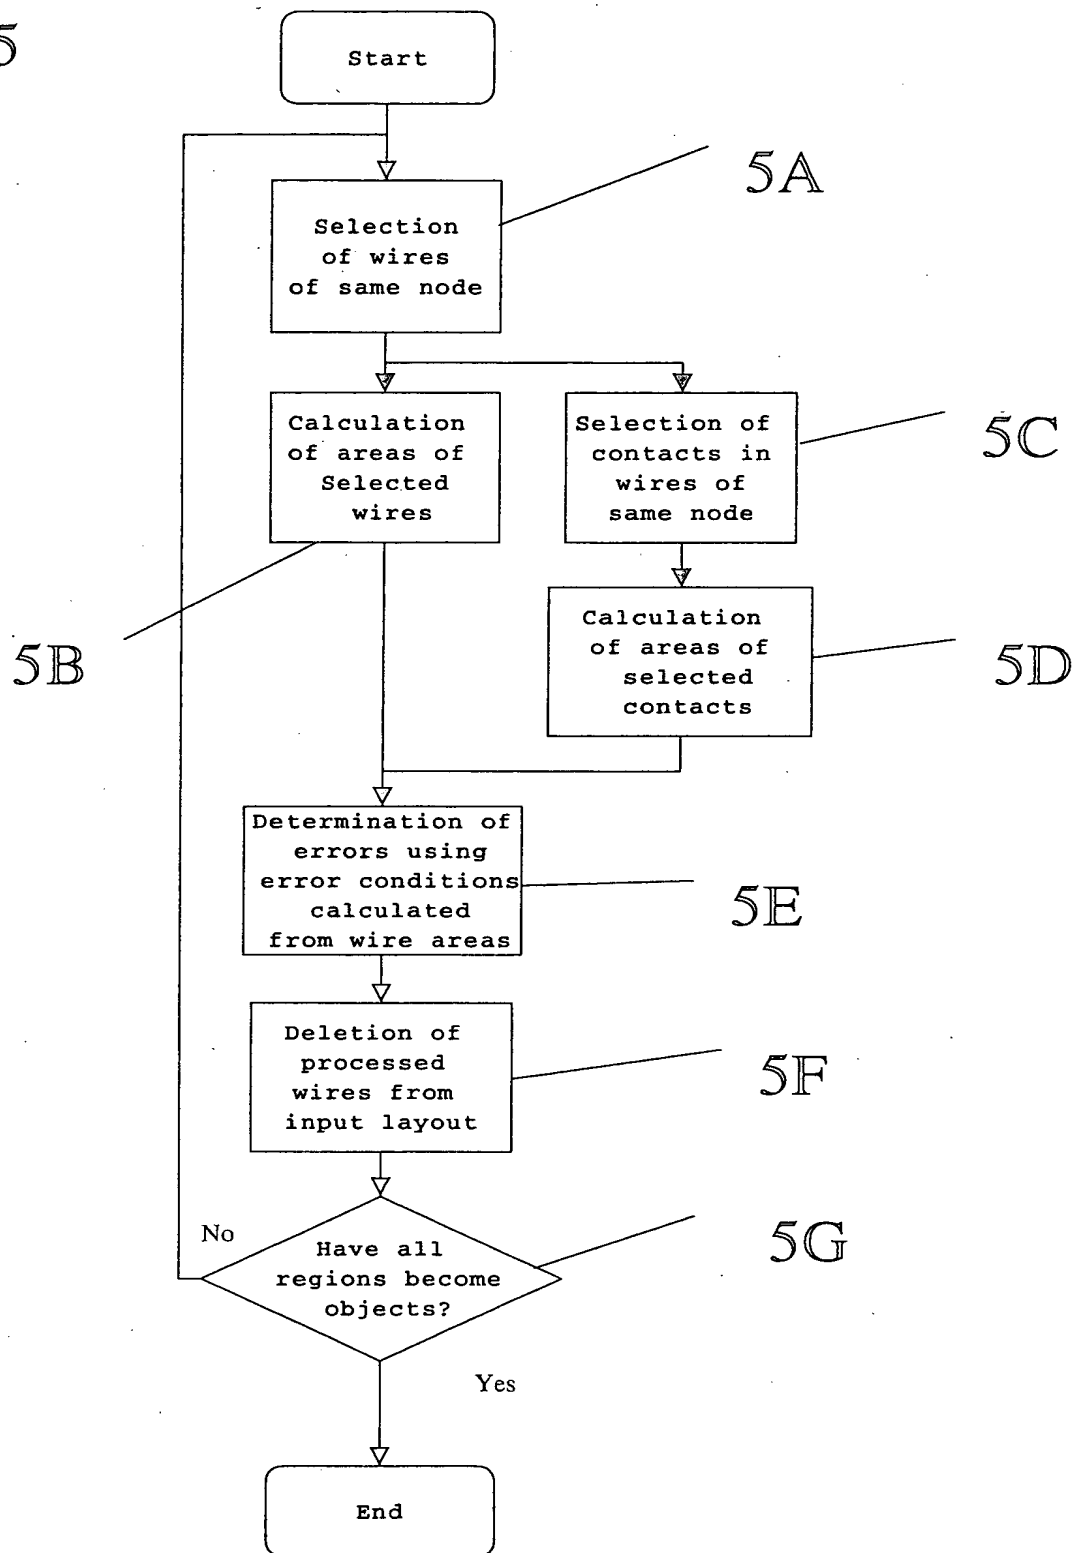 5
Start
5A
Selection
of wires
of same node
Calculation
of areas of
Selected
wires
Selection of
contacts in
wires of
same node
5C
5B
Calculation
of areas of
selected
contacts
5D
Determination of
errors using
error conditions
calculated
from wire areas
5E
Deletion of
processed
wires from
input layout
5F
No
Have all
regions become
objects?
5G
Yes
End